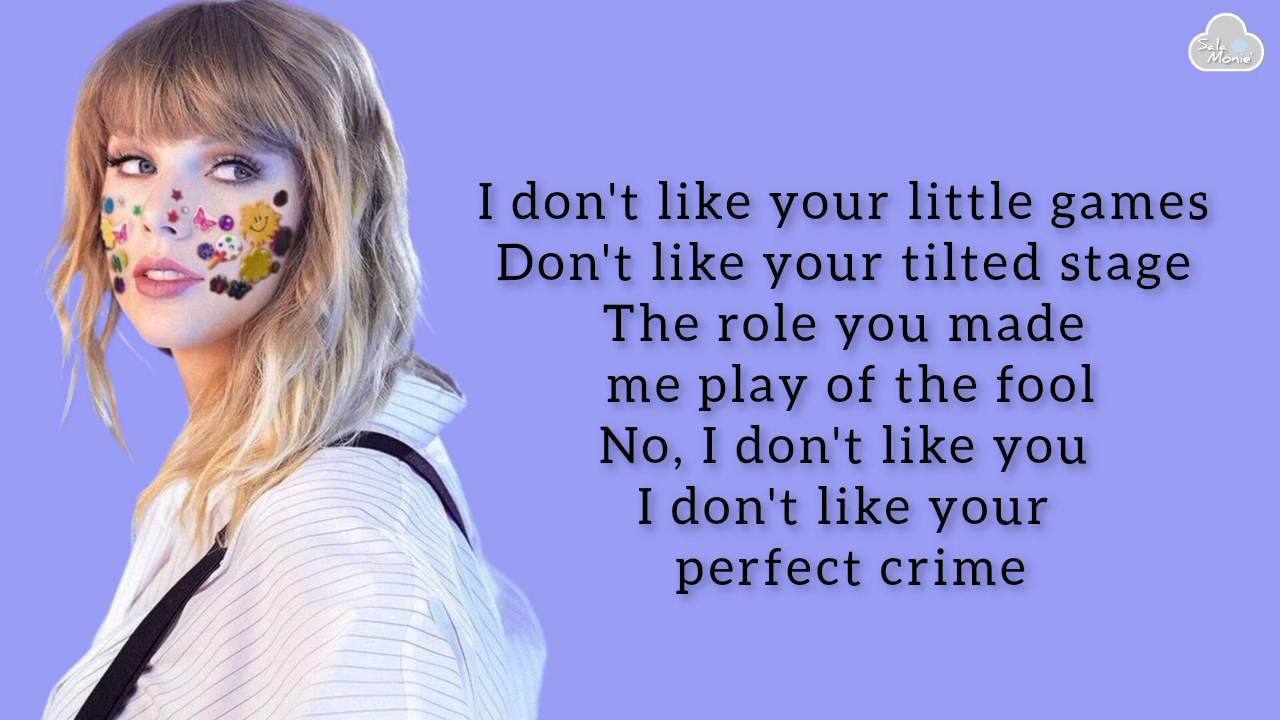 Sala
Monie'
I don't like your little games
Don't like your tilted stage
The role you made
me play of the fool
No, I don't like you
I don't like your
perfect crime